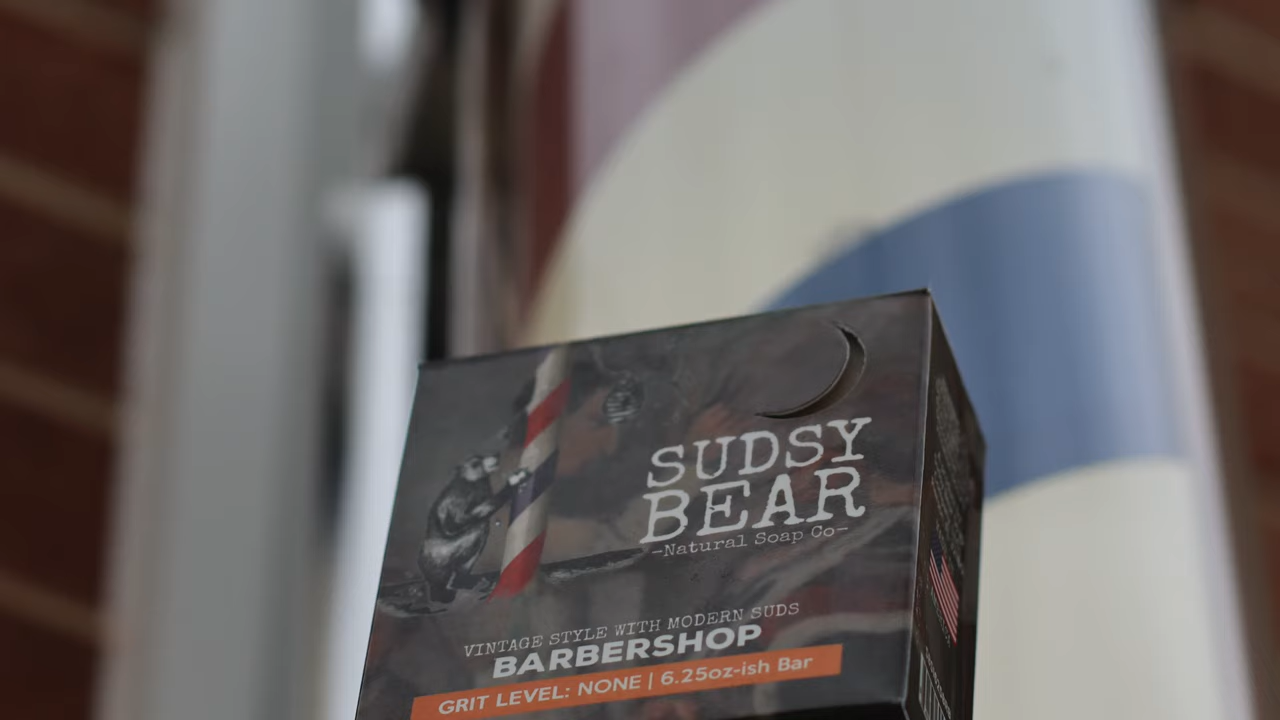 SUDSY
BEAR
-Natural Soap Co-
VINTAGE STYLE WITH MODERN SUDS
BARBERSHOP
GRIT LEVEL: NONE | 6.25oz-ish Bar